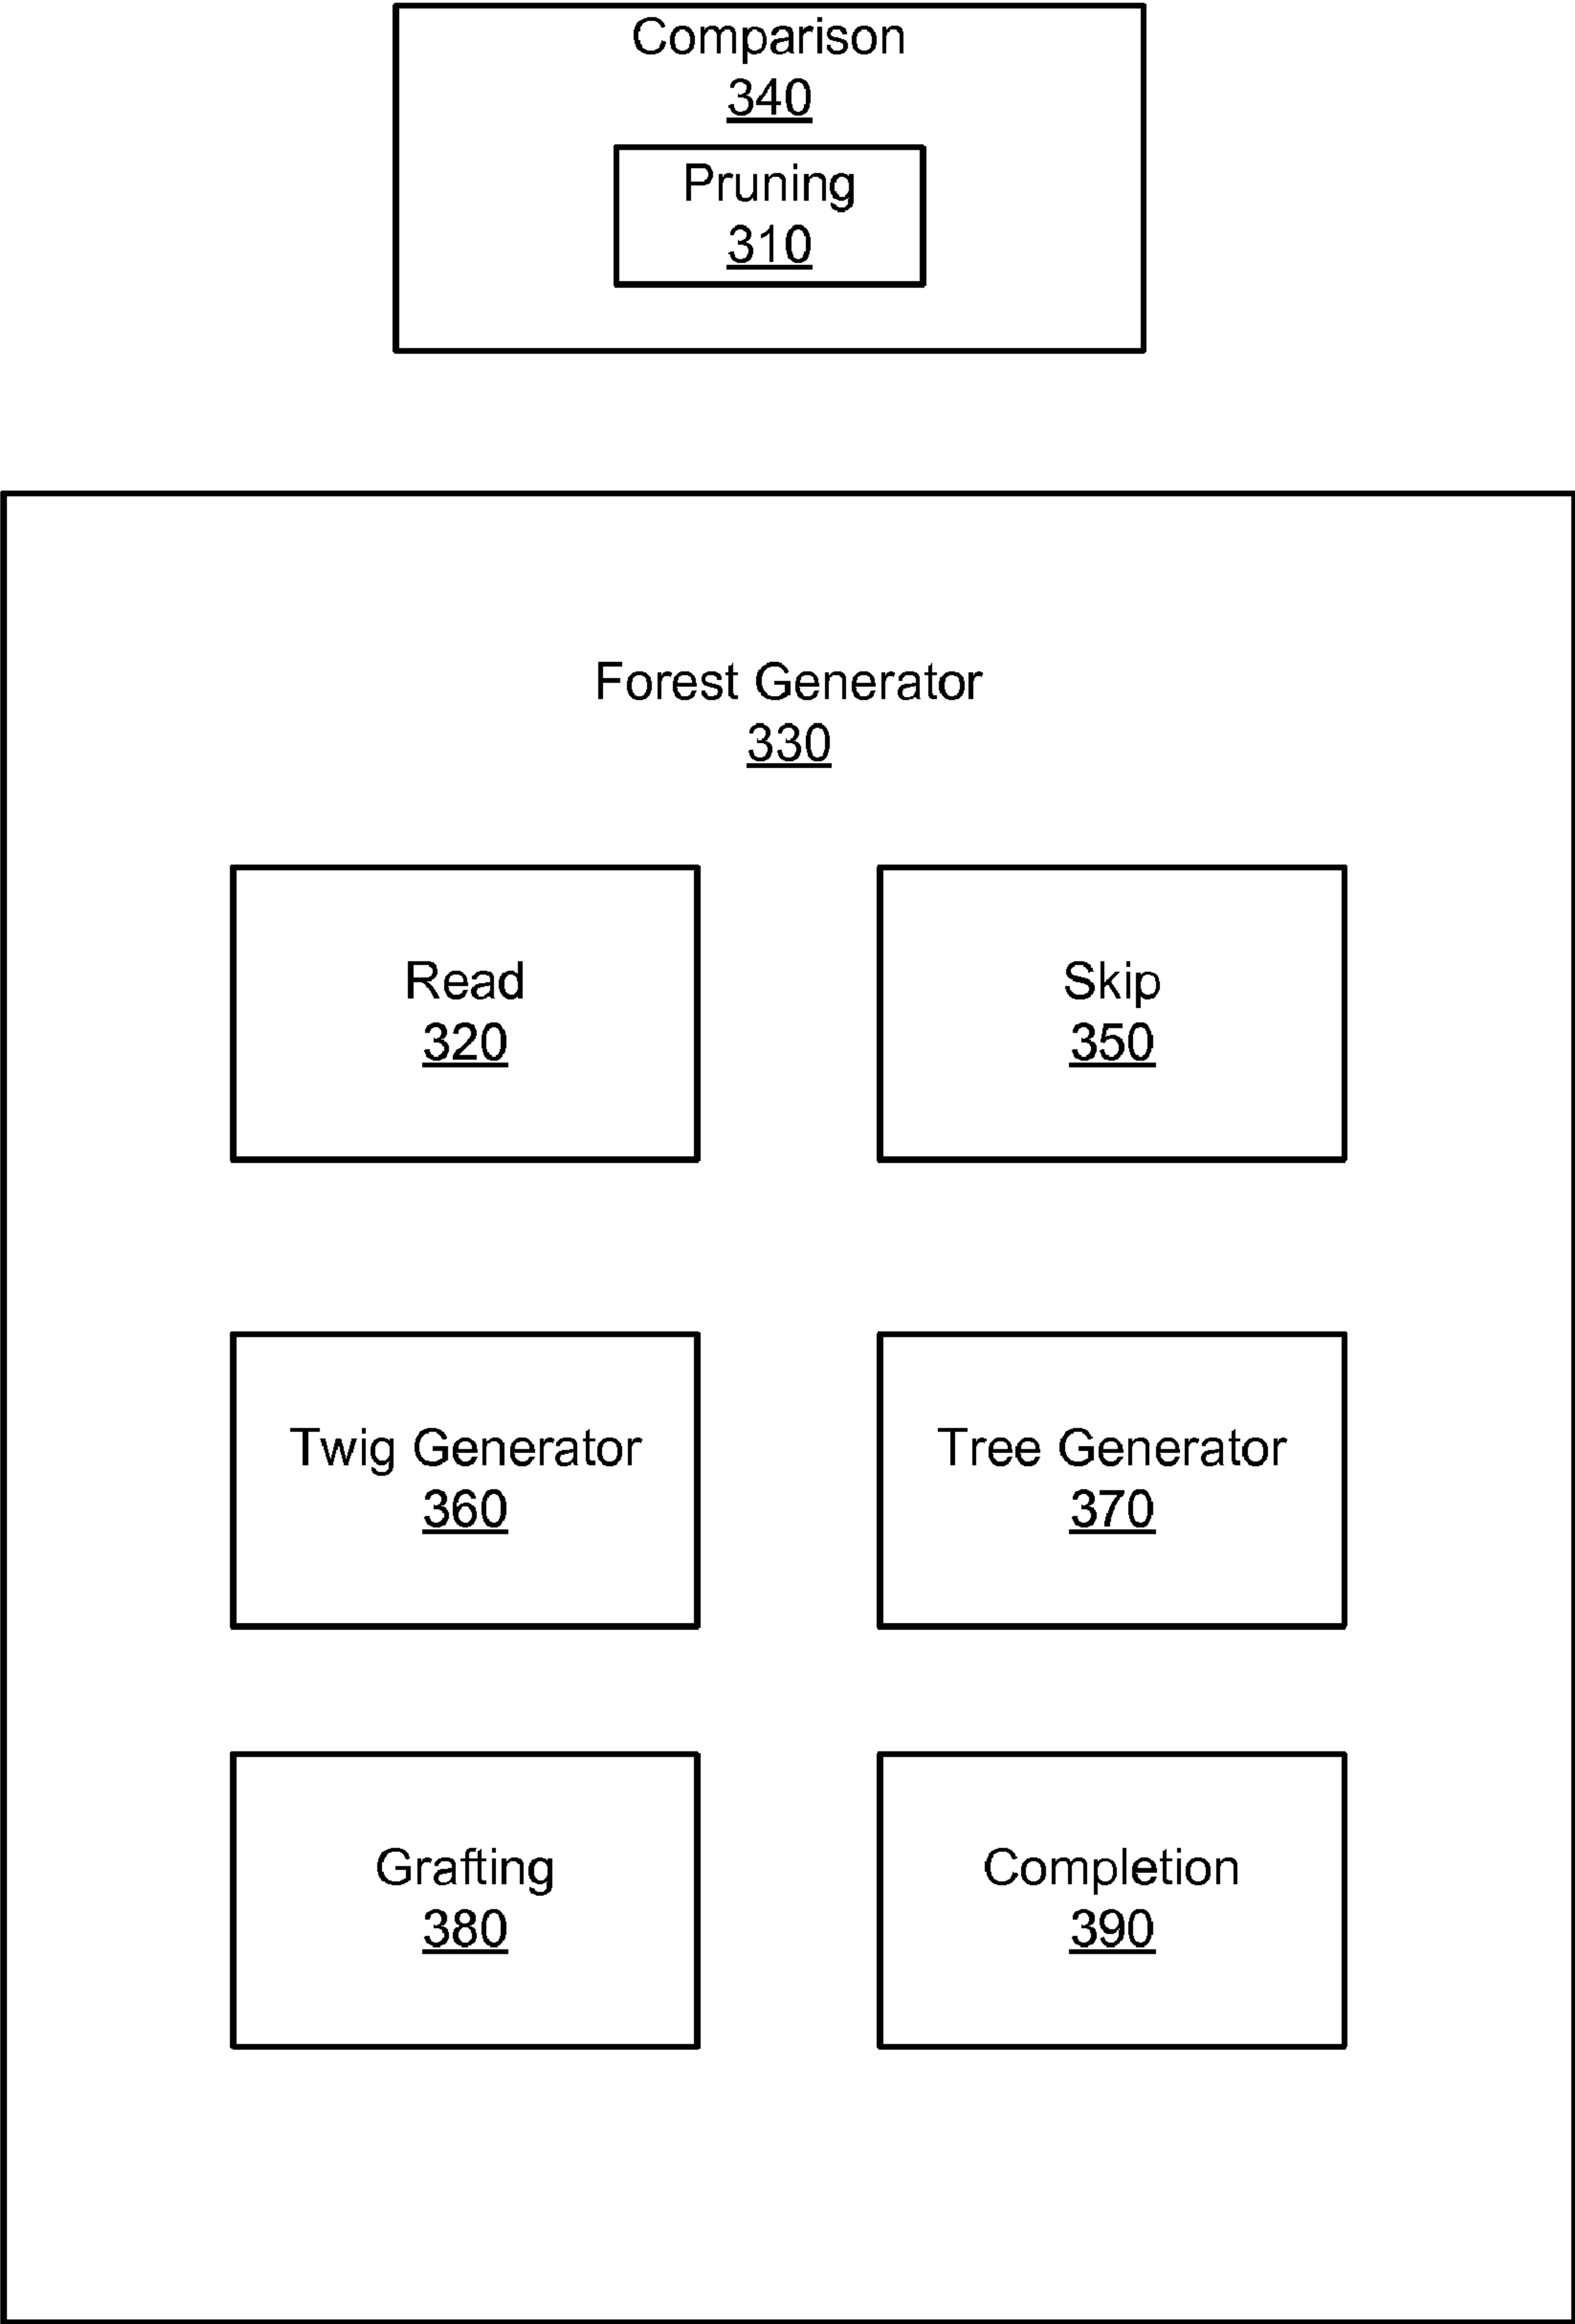 Comparison
340
Pruning
310
Forest Generator
330
Read
320
Skip
350
Twig Generator
360
Tree Generator
370
Grafting
380
Completion
390